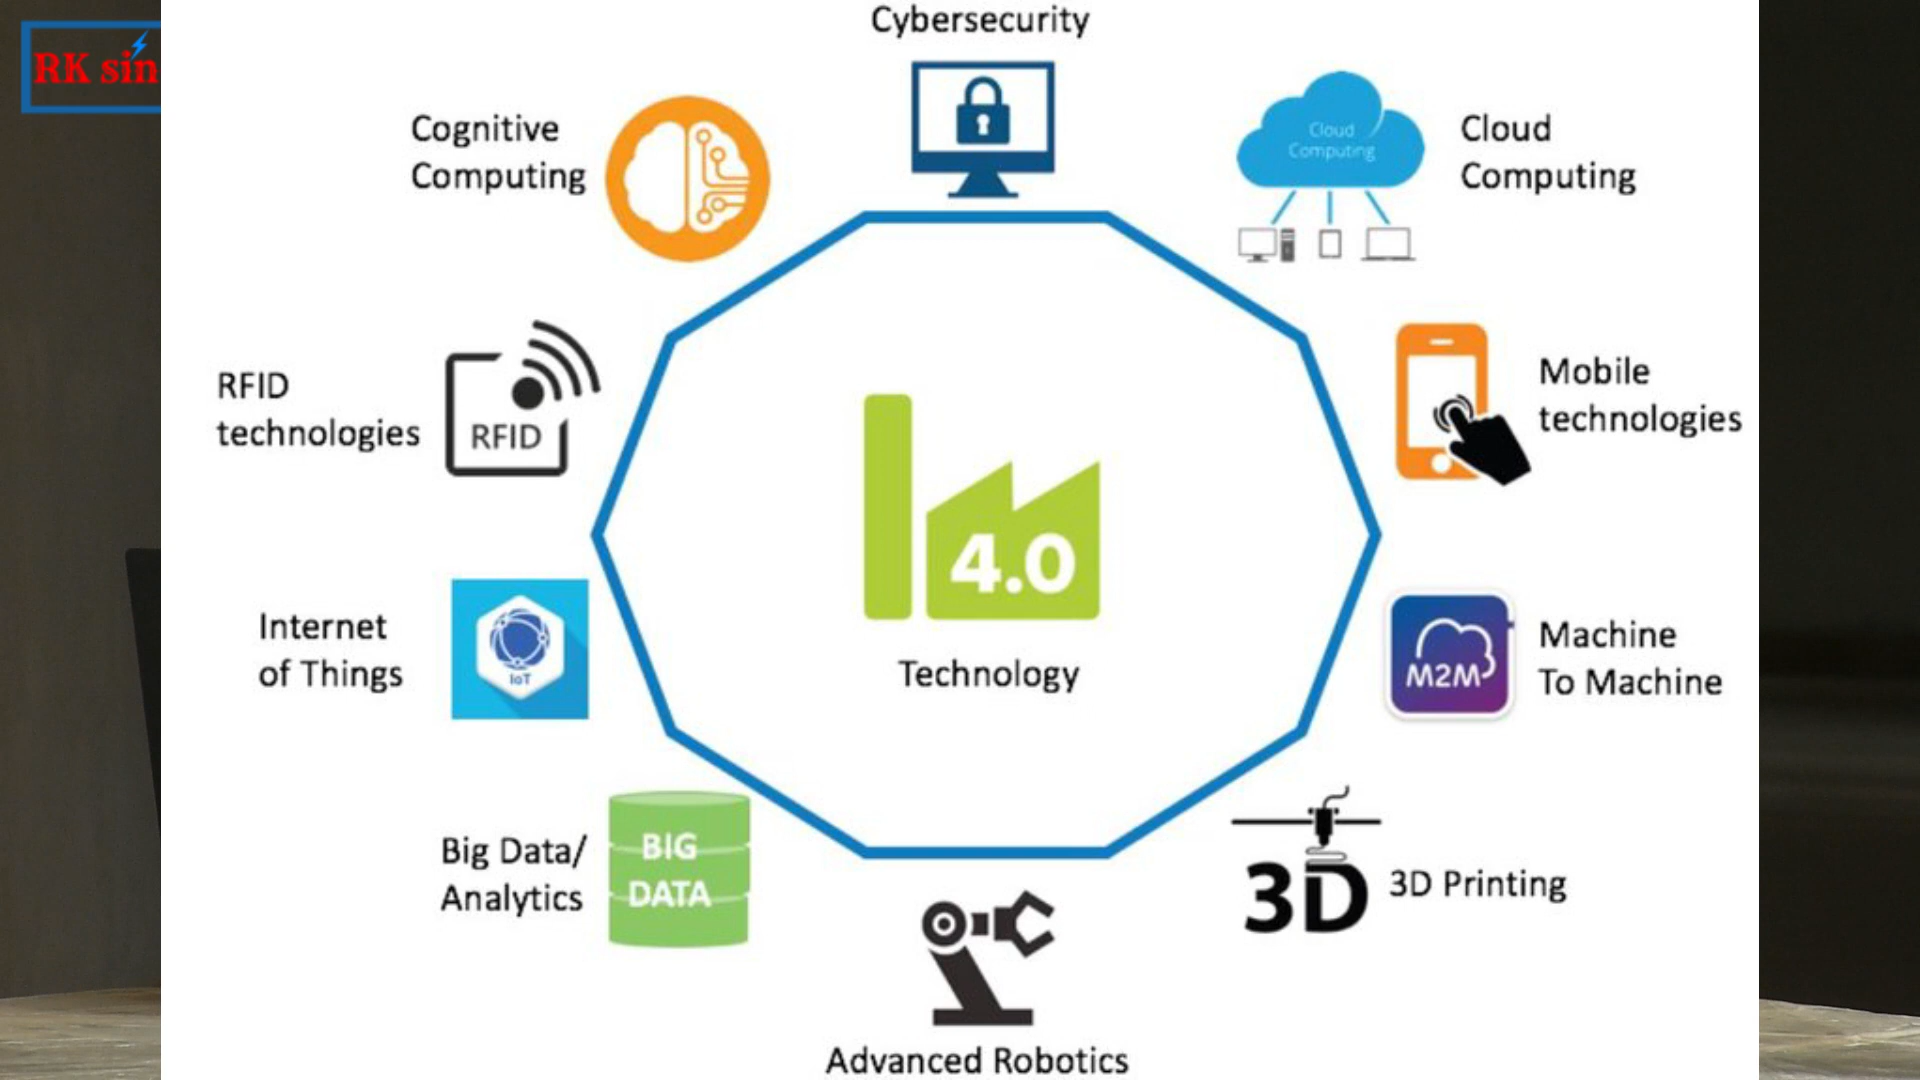 RK sin
Cybersecurity
Cognitive
Computing
Cloud
Computing
Cloud
Computing
RFID
technologies
RFID
Mobile
technologies
4.0
Technology
Internet
of Things
IoT
M2M
Machine
To Machine
Big Data/
Analytics
BIG
DATA
3D
3D Printing
Advanced Robotics